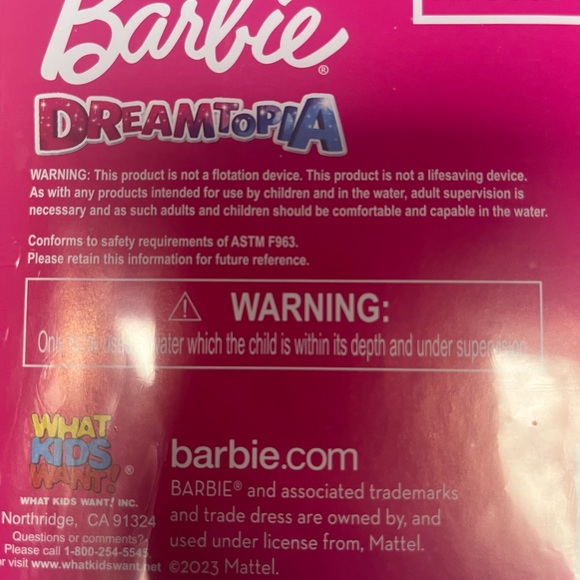 Barbie®
DREAMTOPIA
WARNING: This product is not a flotation device. This product is not a lifesaving device.
As with any products intended for use by children and in the water, adult supervision is
necessary and as such adults and children should be comfortable and capable in the water.
Conforms to safety requirements of ASTM F963.
Please retain this information for future reference.
⚠ WARNING:
water which the child is within its depth and under supervision
WHAT
KIDS
WANT!®
WHAT KIDS WANT! INC.
Northridge, CA 91324
Questions or comments?
Please call 1-800-254-5545
or visit www.whatkidswant.net
barbie.com
BARBIE® and associated trademarks
and trade dress are owned by, and
used under license from, Mattel.
©2023 Mattel.